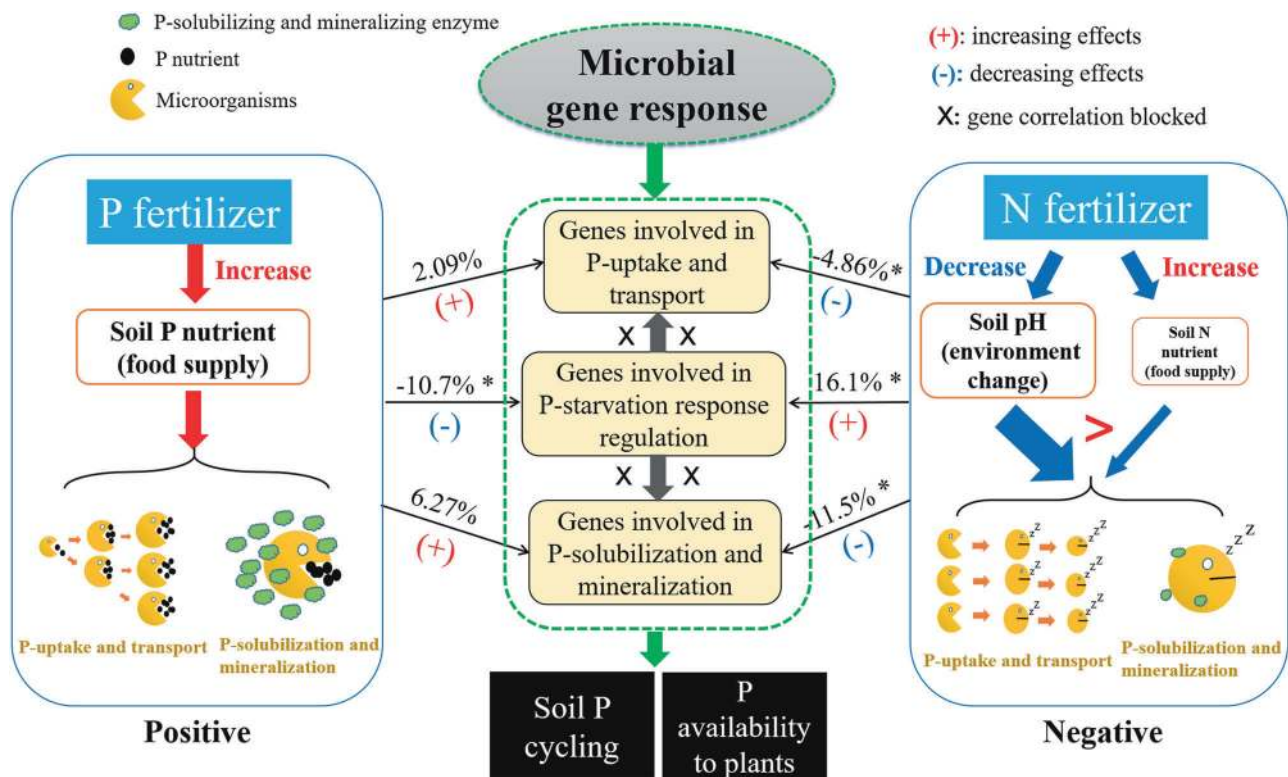 P-solubilizing and mineralizing enzyme
P nutrient
Microorganisms
Microbial
gene response
(+): increasing effects
(-): decreasing effects
X: gene correlation blocked
P fertilizer
Increase
Soil P nutrient
(food supply)
P-uptake and transport
P-solubilization and
mineralization
Positive
2.09%
(+)
-10.7% *
(-)
6.27%
(+)
Genes involved in
P-uptake and
transport
X X
Genes involved in
P-starvation response
regulation
X X
Genes involved in
P-solubilization and
mineralization
Soil P
cycling
P
availability
to plants
-4.86%*
(-)
16.1% *
(+)
-11.5% *
(-)
N fertilizer
Decrease
Increase
Soil pH
(environment
change)
Soil N
nutrient
(food supply)
>
z z z
z z z
z z z
z z z
z z z
z z z
z z z
P-uptake and transport
P-solubilization and
mineralization
Negative